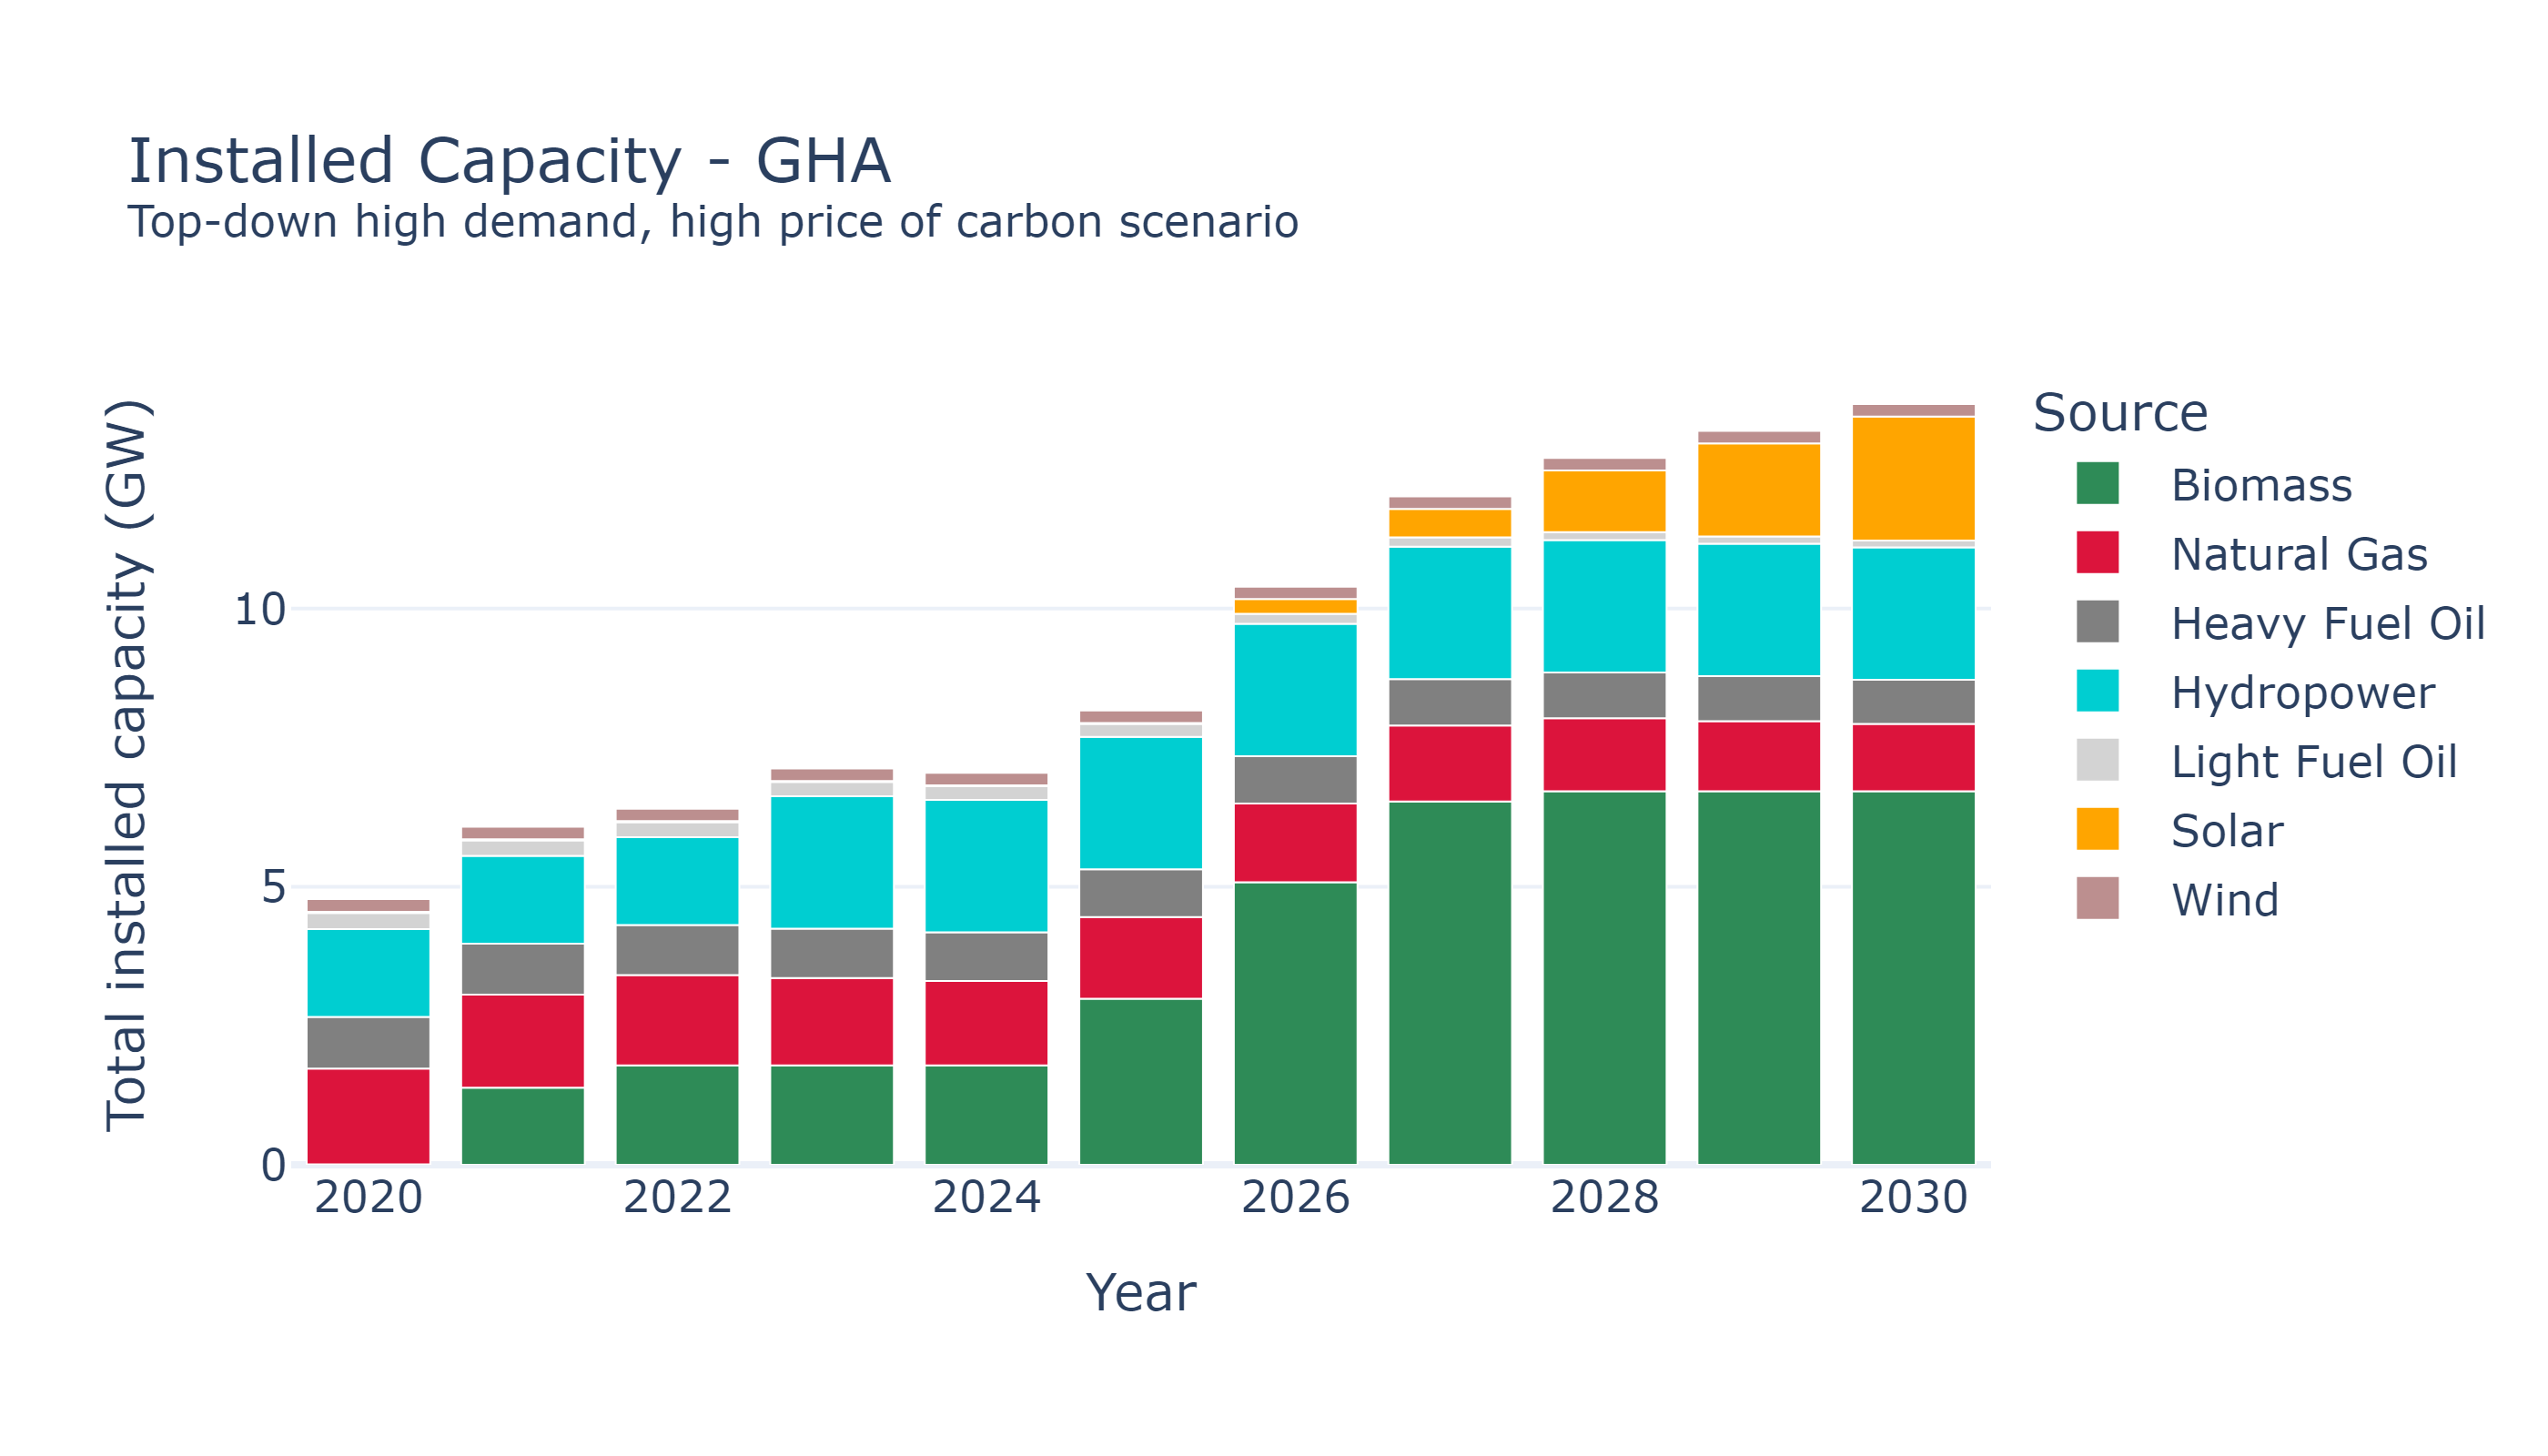 Installed Capacity - GHA
Top-down high demand, high price of carbon scenario
Total installed capacity (GW)
10
5
0
2020 2022 2024 2026 2028 2030
Year
Source
Biomass
Natural Gas
Heavy Fuel Oil
Hydropower
Light Fuel Oil
Solar
Wind